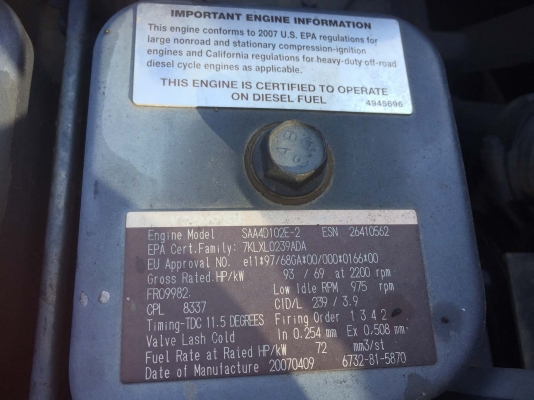 IMPORTANT ENGINE INFORMATION
This engine conforms to 2007 U.S. EPA regulations for
large nonroad and stationary compression-ignition
engines and California regulations for heavy-duty off-road
diesel cycle engines as applicable.
THIS ENGINE IS CERTIFIED TO OPERATE
ON DIESEL FUEL
4945696
Engine Model SAA4D102E-2 ESN 26410562
EPA Cert.Family: 7KLXL0239ADA
EU Approval NO. e11*97/68GA*00/000*0166*00
Gross Rated.HP/kW 93 / 69 at 2200 rpm
FR09982: Low Idle RPM 975 rpm
CPL 8337 CID/L 239 / 3.9
Timing-TDC 11.5 DEGREES Firing Order 1 3 4 2
Valve Lash Cold In 0.254 mm Ex 0.508 mm
Fuel Rate at Rated HP/kW 72 mm3/st
Date of Manufacture 20070409 6732-81-5870